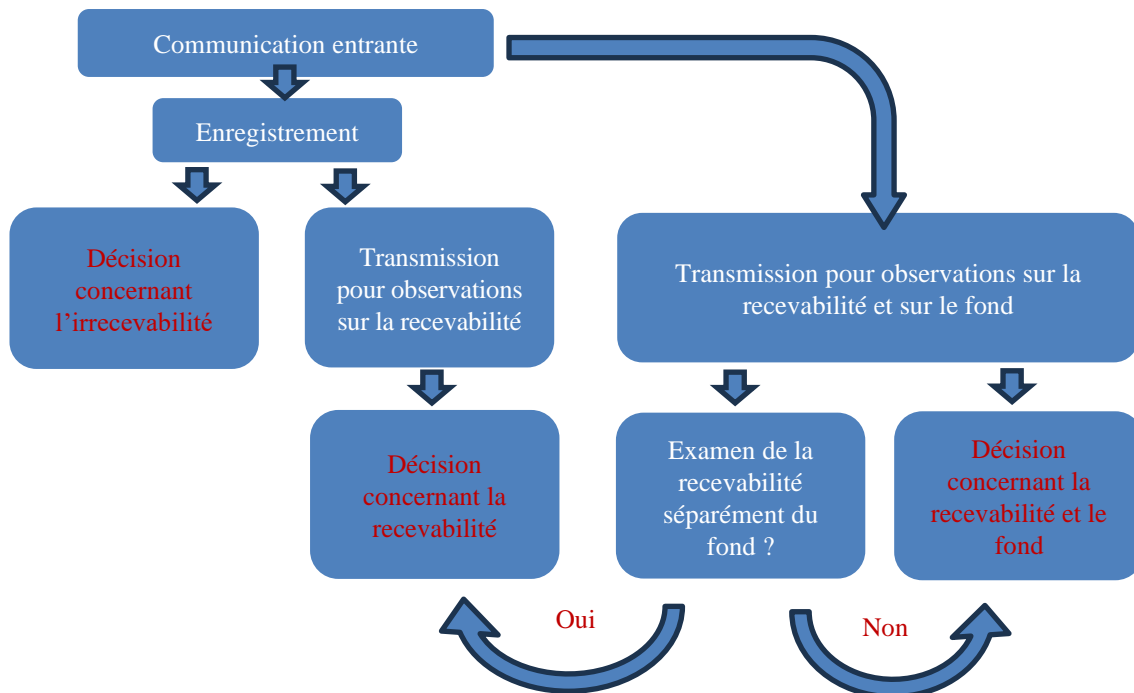 Communication entrante
Enregistrement
Décision
concernant
l’irrecevabilité
Transmission
pour observations
sur la recevabilité
Transmission pour observations sur la
recevabilité et sur le fond
Décision
concernant la
recevabilité
Examen de la
recevabilité
séparément du
fond ?
Décision
concernant la
recevabilité et le
fond
Oui
Non